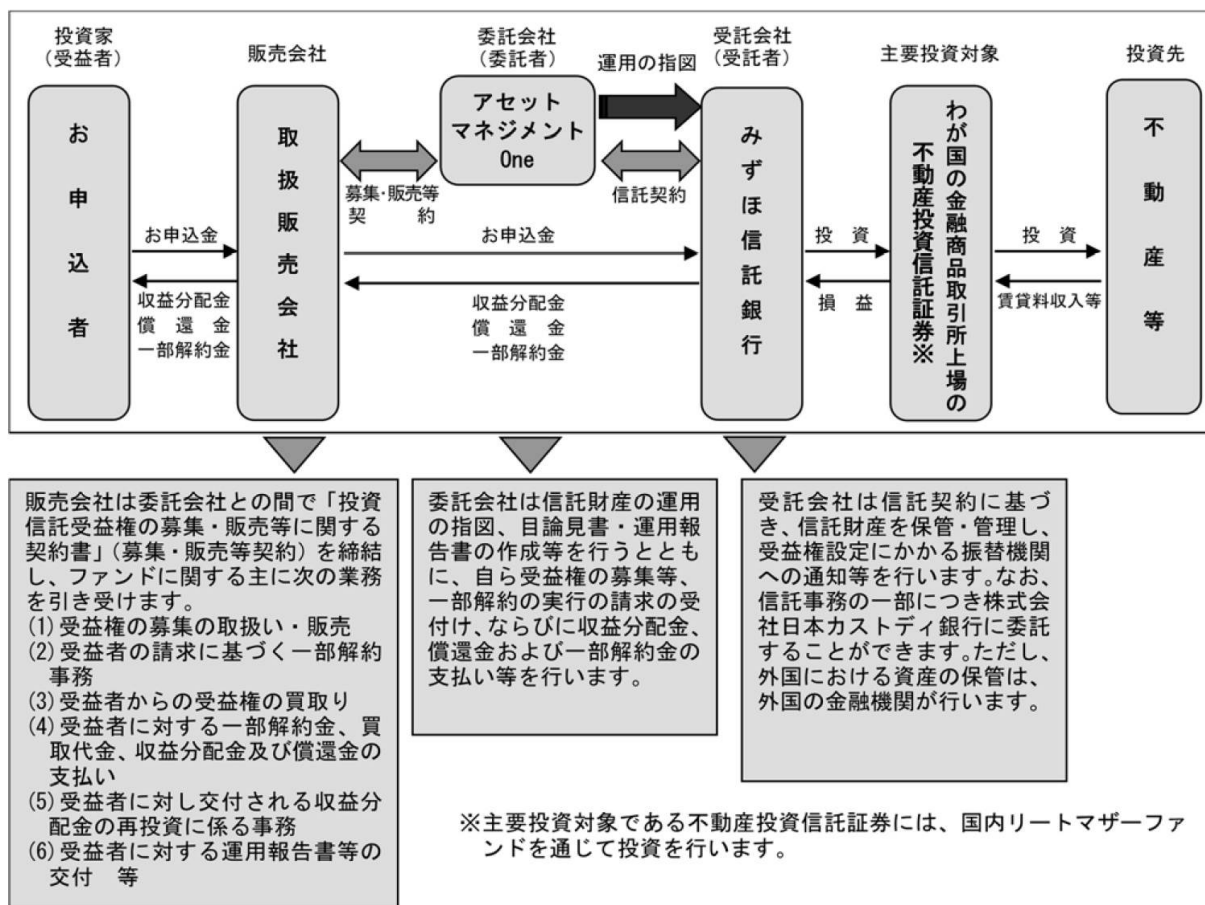 投資家
(受益者)
販売会社
委託会社
(委託者)
運用の指図
受託会社
(受託者)
主要投資対象
投資先
お申込者
取扱販売会社
アセット
マネジメント
One
みずほ信託銀行
わが国の金融商品取引所上場の
不動産投資信託証券※
不動産等
募集・販売等
契約
信託契約
お申込金
収益分配金
償還金
一部解約金
お申込金
収益分配金
償還金
一部解約金
投資
損益
投資
賃貸料収入等
販売会社は委託会社との間で「投資
信託受益権の募集・販売等に関する
契約書」(募集・販売等契約)を締結
し、ファンドに関する主に次の業務
を引き受けます。
(1)受益権の募集の取扱い・販売
(2)受益者の請求に基づく一部解約
事務
(3)受益者からの受益権の買取り
(4)受益者に対する一部解約金、買
取代金、収益分配金及び償還金の
支払い
(5)受益者に対し交付される収益分
配金の再投資に係る事務
(6)受益者に対する運用報告書等の
交付 等
委託会社は信託財産の運用
の指図、目論見書・運用報
告書の作成等を行うととも
に、自ら受益権の募集等、
一部解約の実行の請求の受
付け、ならびに収益分配金、
償還金および一部解約金の
支払い等を行います。
受託会社は信託契約に基づ
き、信託財産を保管・管理し、
受益権設定にかかる振替機関
への通知等を行います。なお、
信託事務の一部につき株式会
社日本カストディ銀行に委託
することができます。ただし、
外国における資産の保管は、
外国の金融機関が行います。
※主要投資対象である不動産投資信託証券には、国内リートマザーファ
ンドを通じて投資を行います。